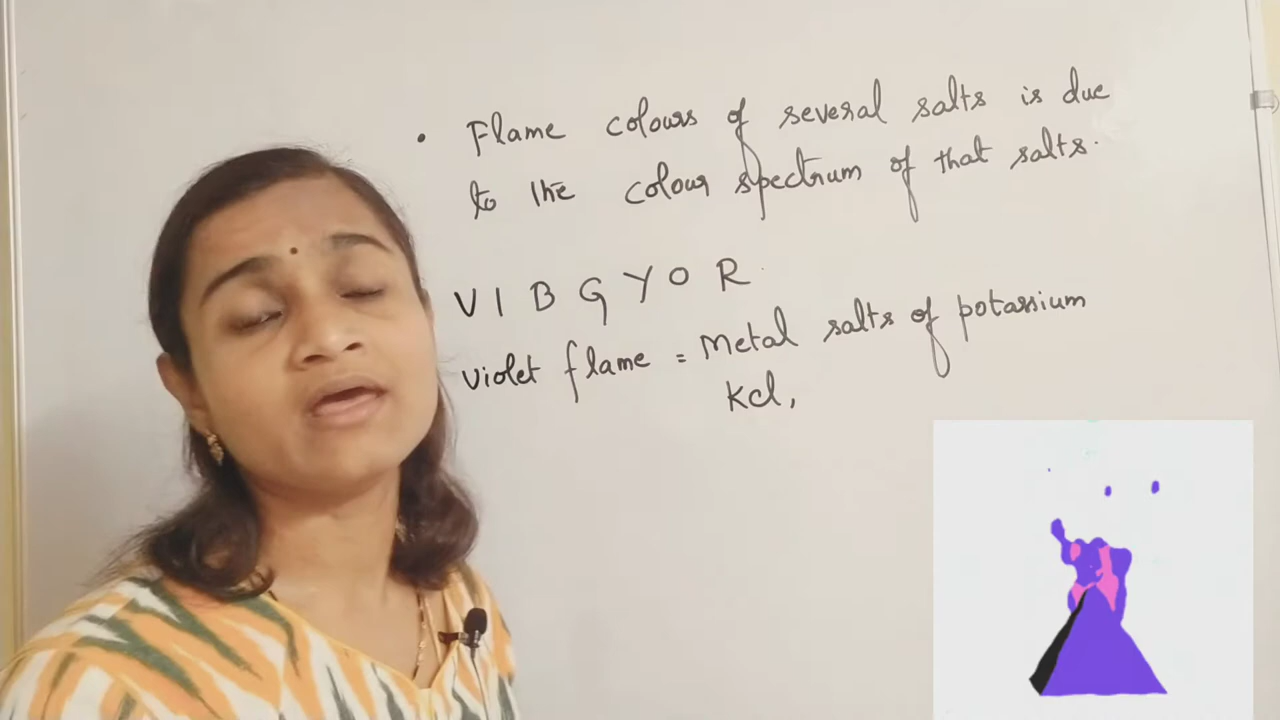 • Flame colours of several salts is due
to the colour spectrum of that salts.
V I B G Y O R
violet flame = Metal salts of potassium
Kcl,